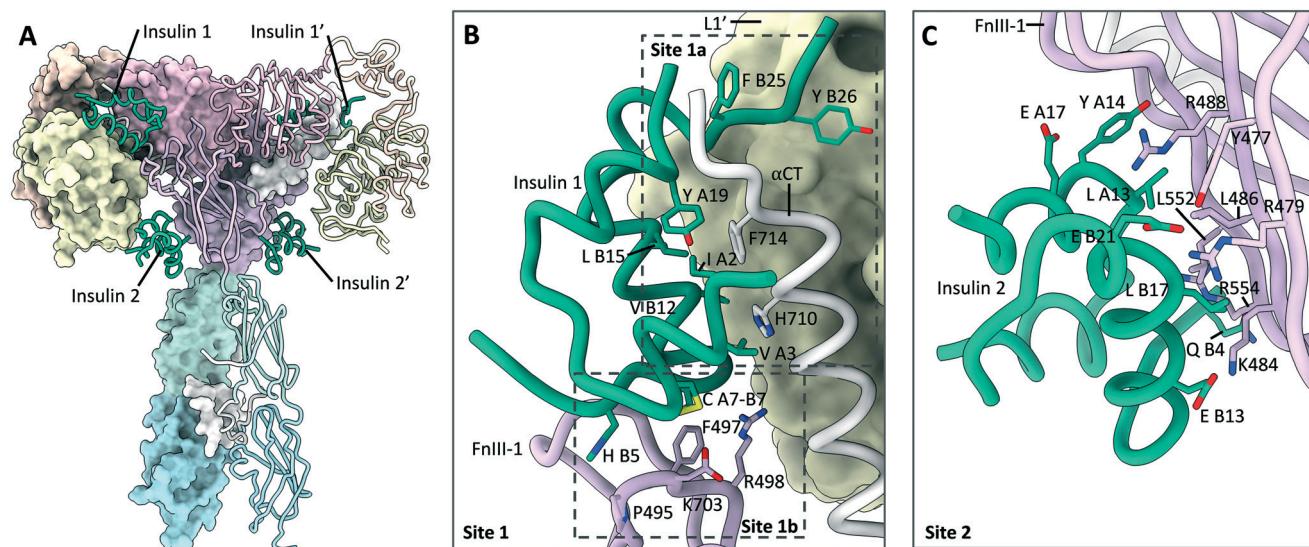 A
Insulin 1
Insulin 1’
Insulin 2
Insulin 2’
B
L1’
Site 1a
F B25
Y B26
Insulin 1
αCT
Y A19
F714
L B15
I A2
V B12
H710
V A3
C A7-B7
F497
FnIII-1
H B5
R498
K703
P495
Site 1
Site 1b
C
FnIII-1
Y A14
R488
E A17
Y477
L A13
L552
L486
R479
E B21
Insulin 2
L B17
R554
Q B4
K484
E B13
Site 2